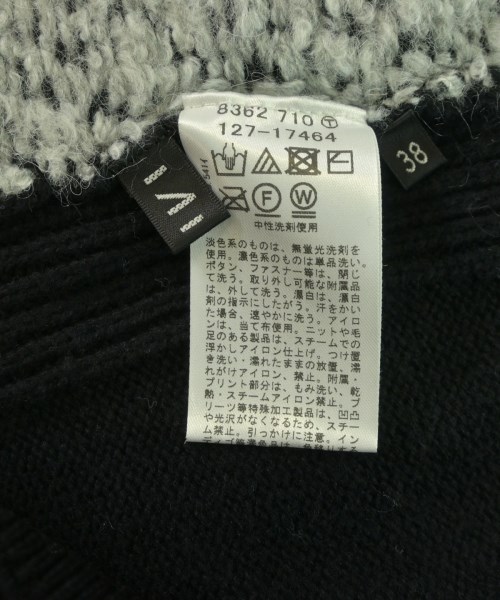 8362 710 Ⓣ
127-17464
38
5414
F
W
中性洗剤使用
淡色系のものは、無蛍光洗剤を
使用。濃色系のものは単品洗い。
ボタン、ファスナー等は、閉じ
て洗う。取り外し可能な附属品
は、外して洗う。漂白は、漂白
剤の指示にしたがう。汗をかい
た場合、速やかに洗う。アイロ
ンは、当て布使用。ニットや毛
足のある製品は、スチームでの
浮かしアイロン仕上げ。つけ置
き洗い・濡れたままの放置、濡
れがけアイロン、禁止。附属・
プリント部分は、もみ洗い、乾
熱・スチームアイロン禁止。プ
リーツ等特殊加工製品は、凹凸
や光沢がなくなるため、スチー
ム禁止。引っかけに注意。イン